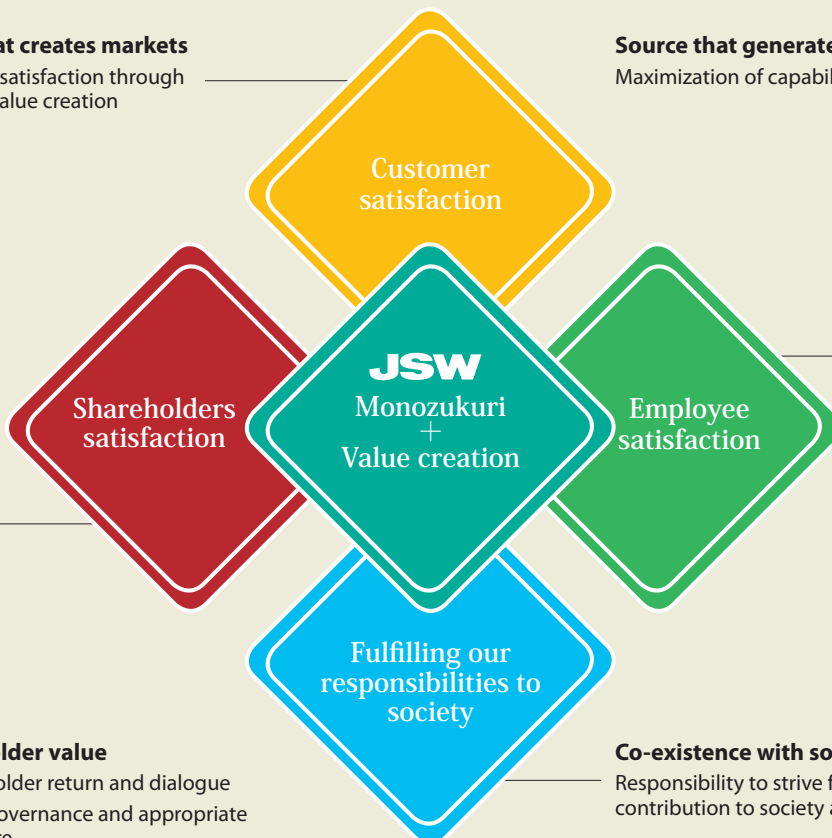 at creates markets
satisfaction through
alue creation
Source that generate
Maximization of capabil
Customer
satisfaction
Shareholders
satisfaction
JSW
Monozukuri
+
Value creation
Employee
satisfaction
Fulfilling our
responsibilities to
society
older value
older return and dialogue
overnance and appropriate
Co-existence with so
Responsibility to strive f
contribution to society a